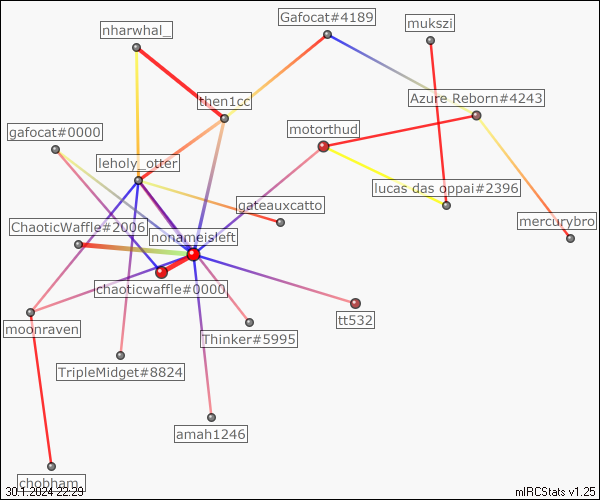 Gafocat#4189
mukszi
nharwhal_
then1cc
Azure Reborn#4243
gafocat#0000
motorthud
leholy_otter
lucas das oppai#2396
gateauxcatto
mercurybro
ChaoticWaffle#2006
nonameisleft
chaoticwaffle#0000
tt532
moonraven
Thinker#5995
TripleMidget#8824
amah1246
chobham_
30.1.2024 22:29
mIRCStats v1.25